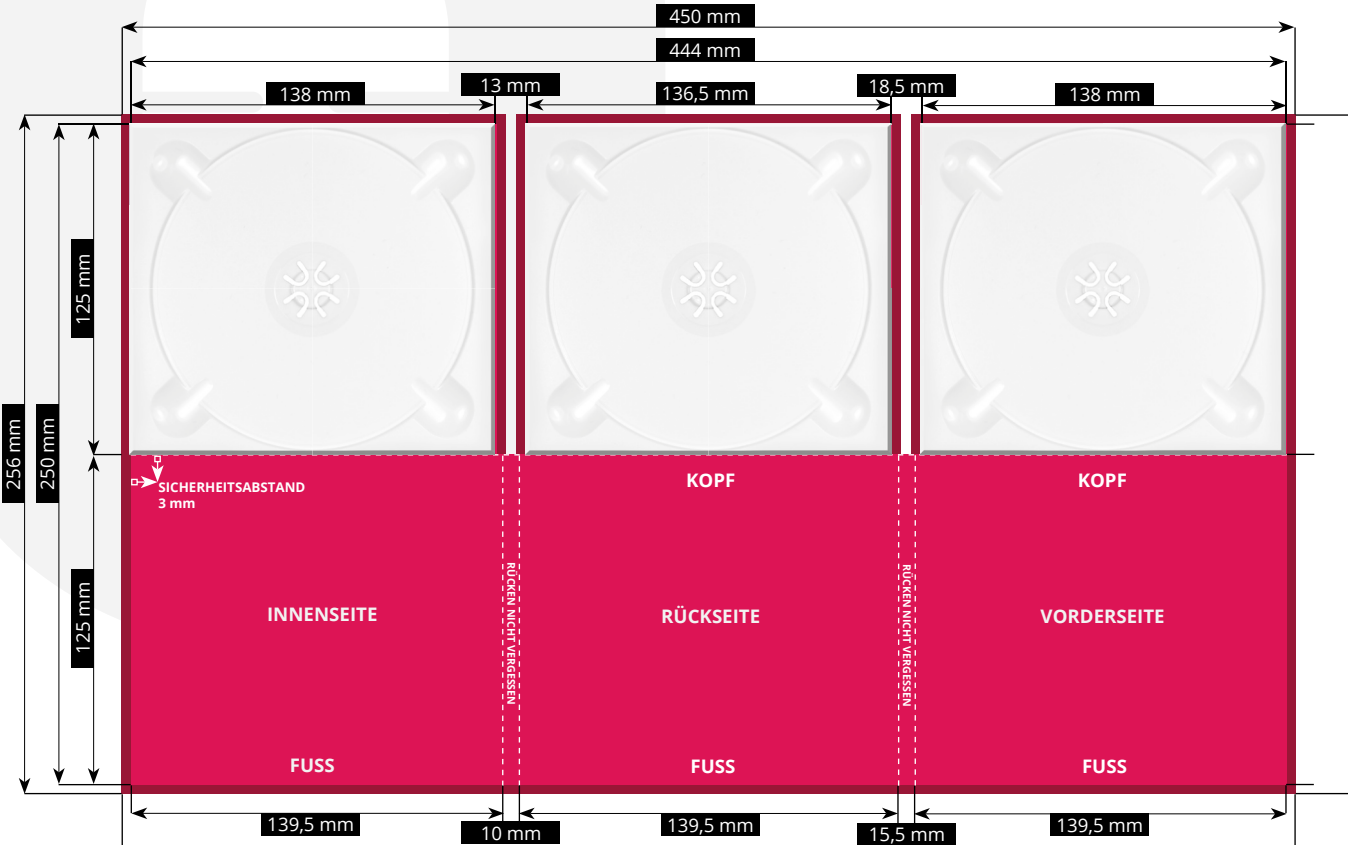 450 mm
444 mm
138 mm
13 mm
136,5 mm
18,5 mm
138 mm
125 mm
256 mm
250 mm
125 mm
SICHERHEITSABSTAND
3 mm
KOPF
KOPF
INNENSEITE
RÜCKEN NICHT VERGESSEN
RÜCKSEITE
RÜCKEN NICHT VERGESSEN
VORDERSEITE
FUSS
FUSS
FUSS
139,5 mm
10 mm
139,5 mm
15,5 mm
139,5 mm